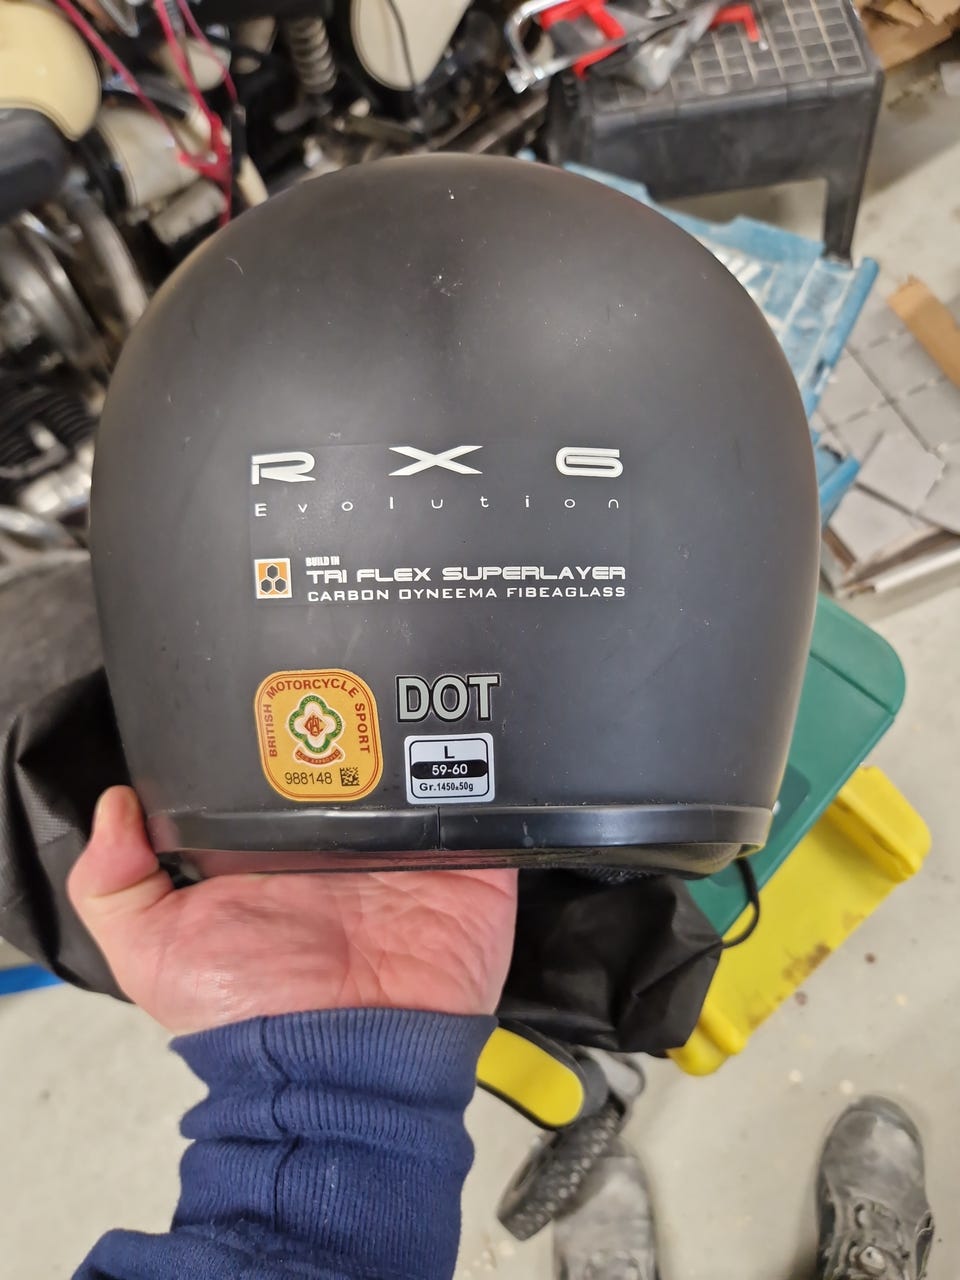 RX6
Evolution
BUILD IN
TRI FLEX SUPERLAYER
CARBON DYNEEMA FIBEAGLASS
BRITISH MOTORCYCLE SPORT
988148
DOT
L
59-60
Gr.1450±50g